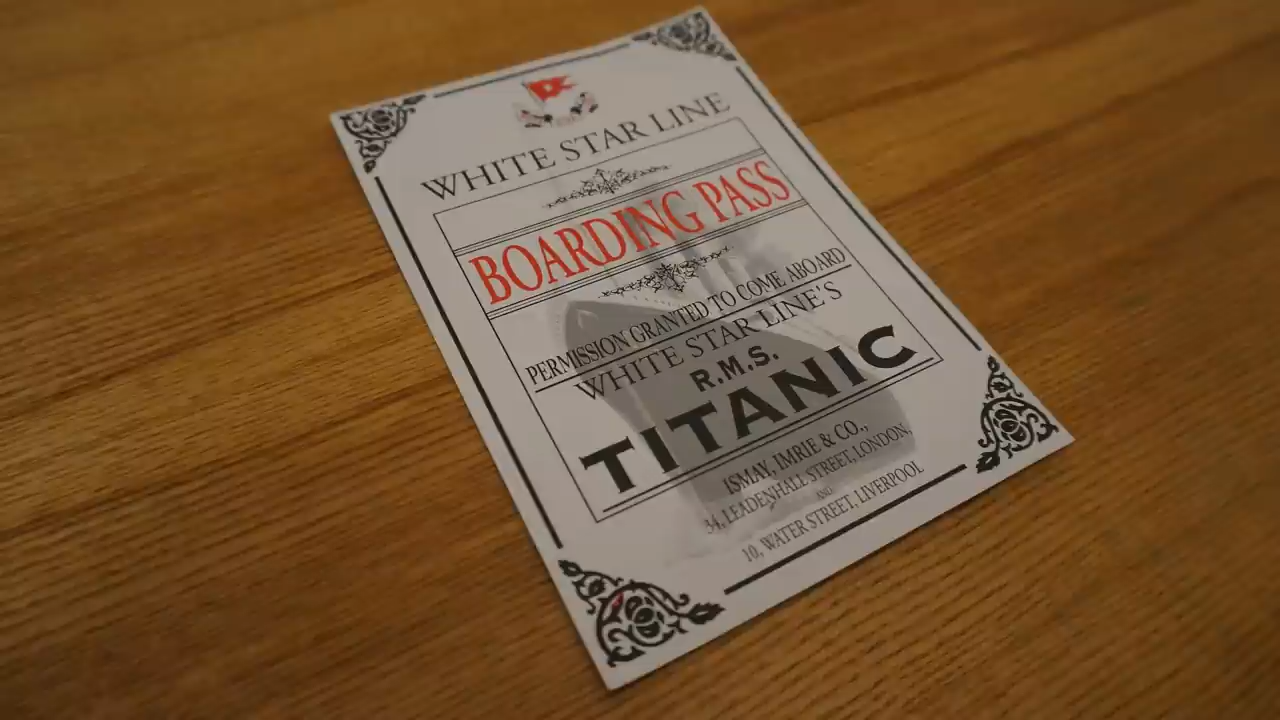 WHITE STAR LINE
BOARDING PASS
PERMISSION GRANTED TO COME ABOARD
WHITE STAR LINE'S
R.M.S.
TITANIC
ISMAY, IMRIE & CO.,
34, LEADENHALL STREET, LONDON,
AND
10, WATER STREET, LIVERPOOL